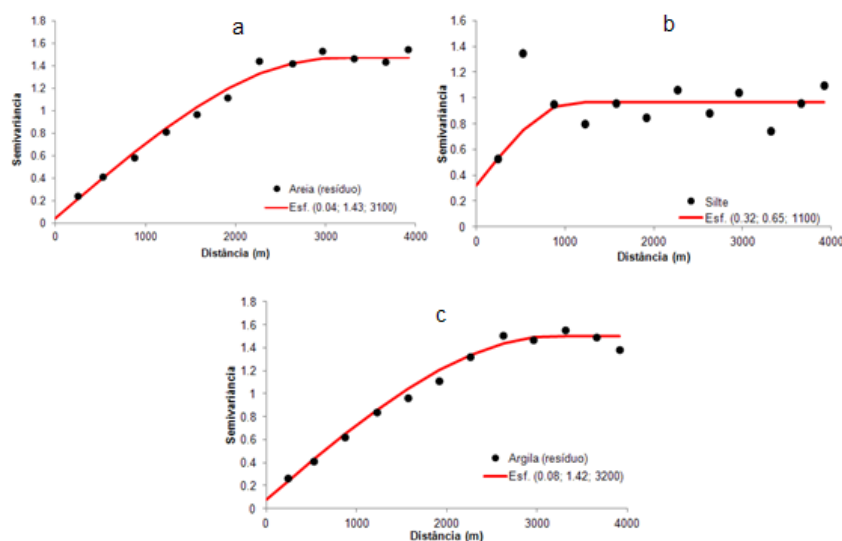 a
1.8
1.6
1.4
1.2
1
0.8
0.6
0.4
0.2
0
Semivariância
0 1000 2000 3000 4000
Distância (m)
Areia (resíduo)
Esf. (0.04; 1.43; 3100)
b
1.6
1.4
1.2
1
0.8
0.6
0.4
0.2
0
Semivariância
0 1000 2000 3000 4000
Distância (m)
Silte
Esf. (0.32; 0.65; 1100)
c
1.8
1.6
1.4
1.2
1
0.8
0.6
0.4
0.2
0
Semivariância
0 1000 2000 3000 4000
Distância (m)
Argila (resíduo)
Esf. (0.08; 1.42; 3200)